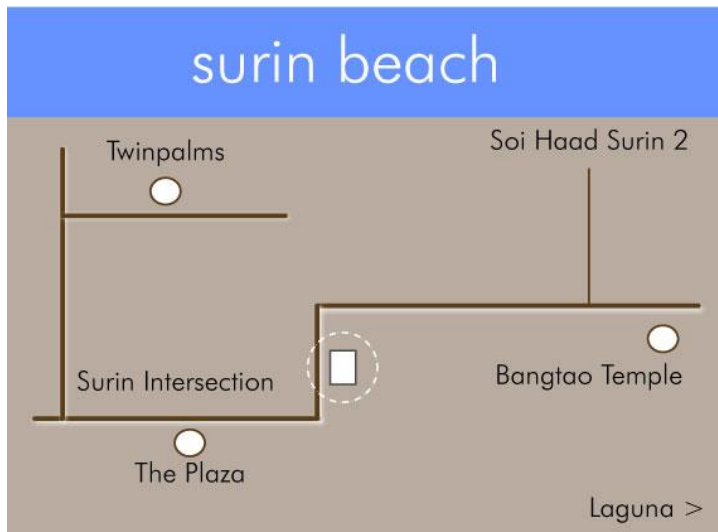 surin beach
Twinpalms
Soi Haad Surin 2
Surin Intersection
Bangtao Temple
The Plaza
Laguna >